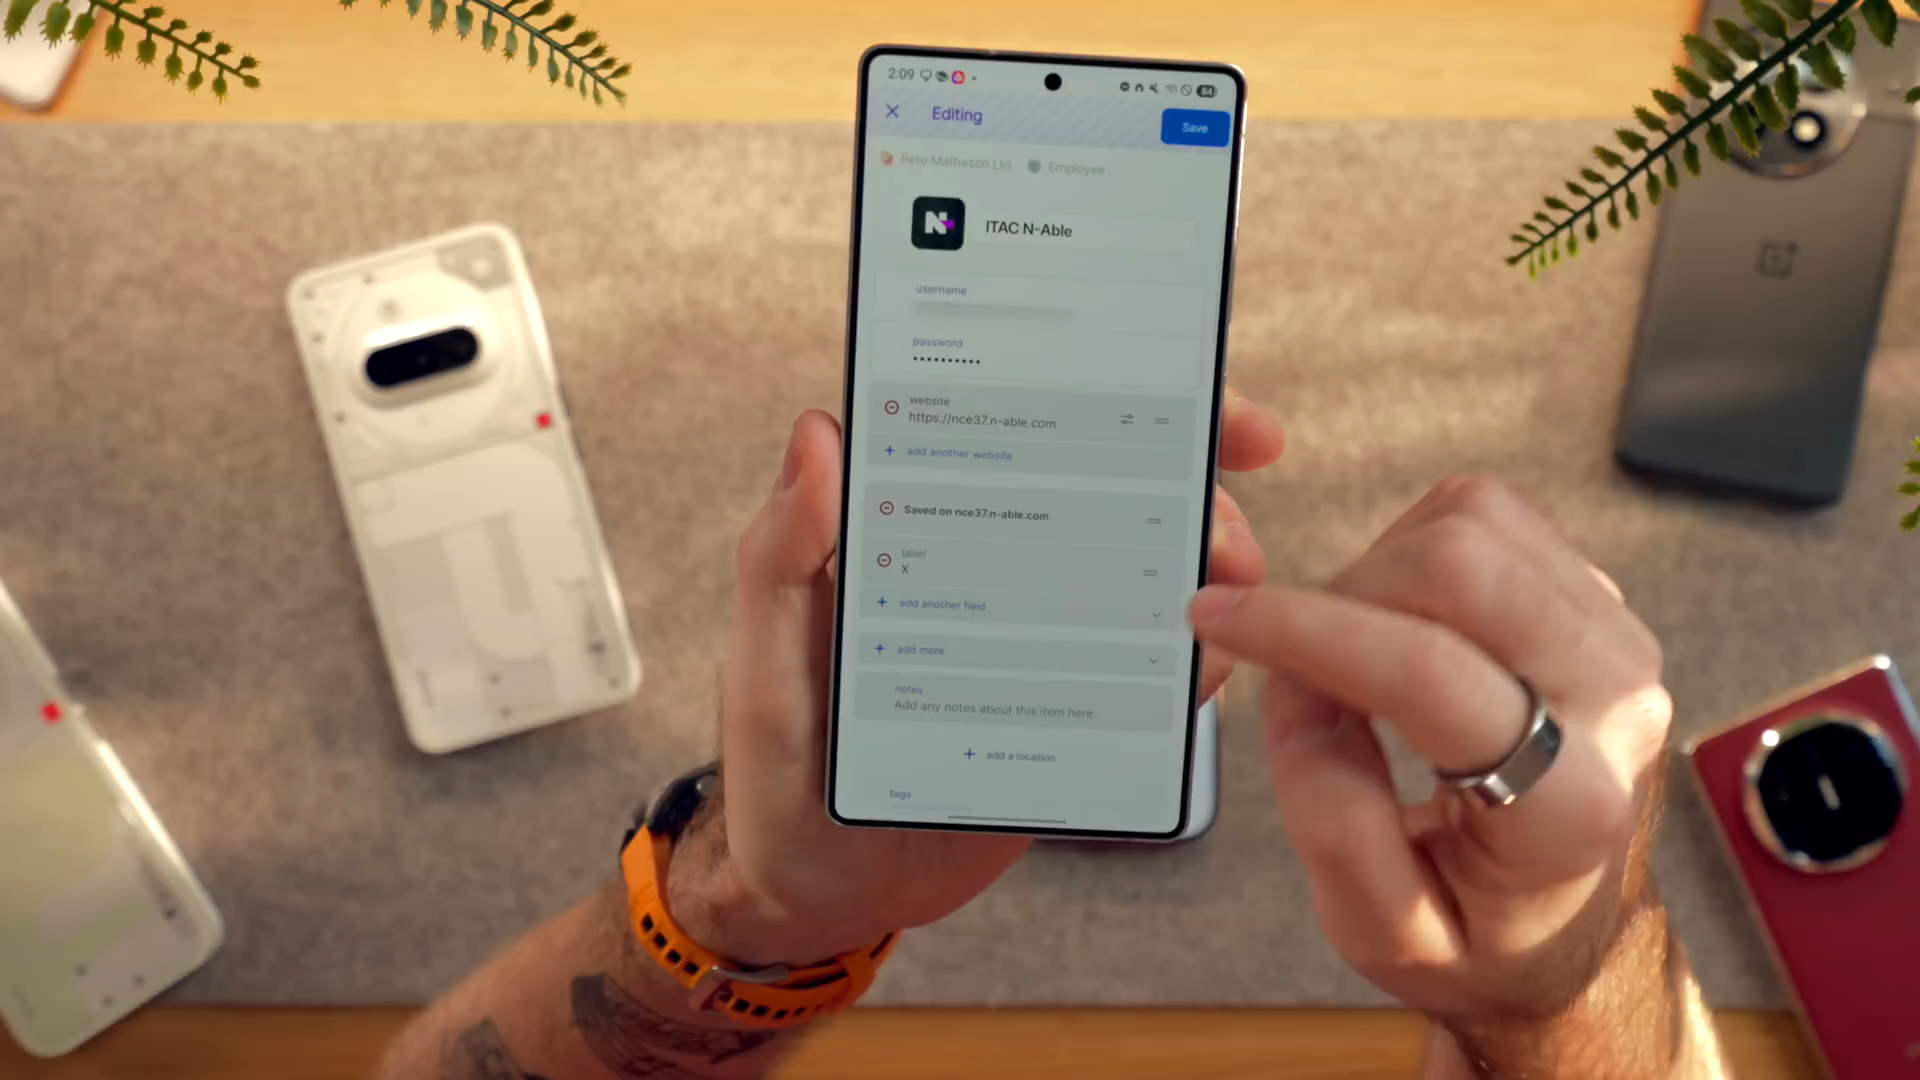 2:09
84
Editing
Save
Pete Matheson Ltd
Employee
N
ITAC N-Able
username
password
••••••••••
website
https://nce37.n-able.com
add another website
Saved on nce37.n-able.com
label
X
add another field
add more
notes
Add any notes about this item here.
add a location
tags